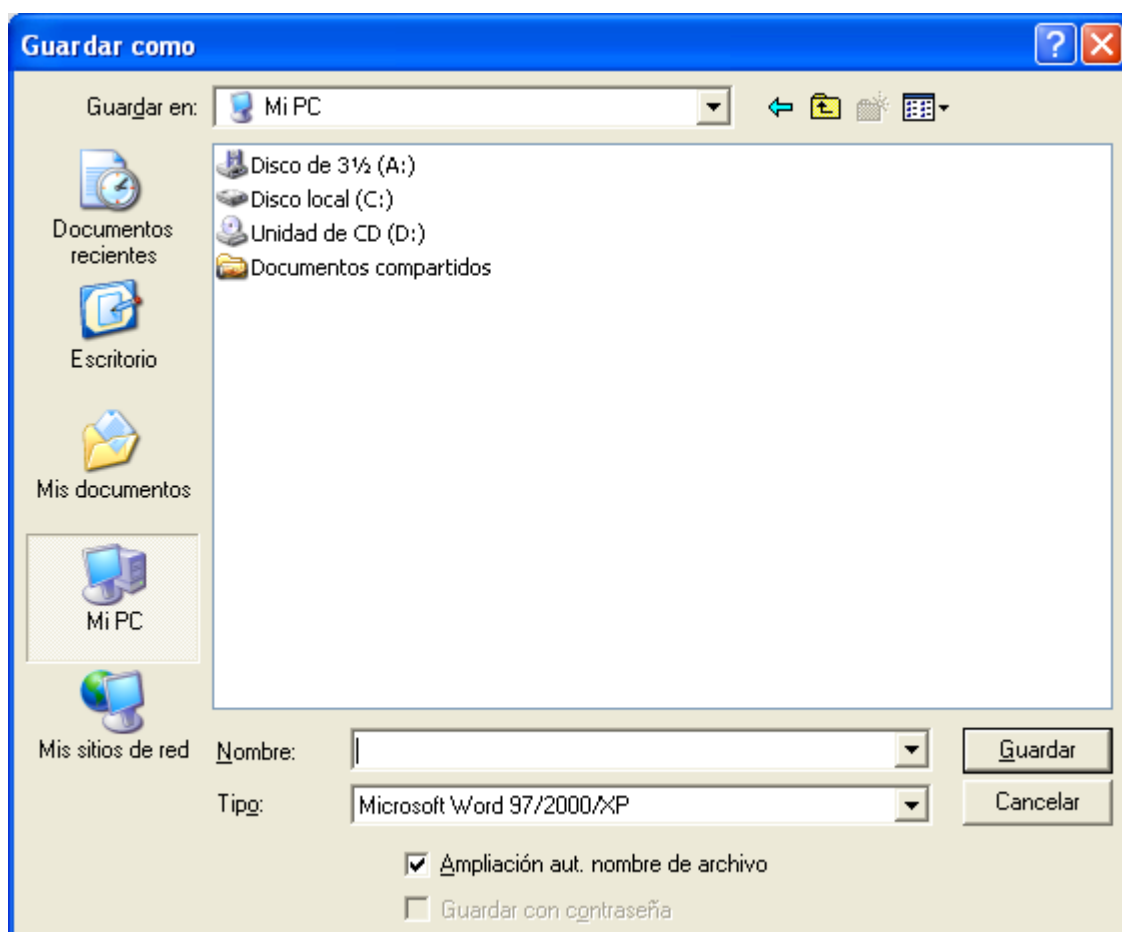 Guardar como
Guardar en:
Mi PC
Disco de 3½ (A:)
Disco local (C:)
Unidad de CD (D:)
Documentos compartidos
Documentos
recientes
Escritorio
Mis documentos
Mi PC
Mis sitios de red
Nombre:
Guardar
Tipo:
Microsoft Word 97/2000/XP
Cancelar
Ampliación aut. nombre de archivo
Guardar con contraseña